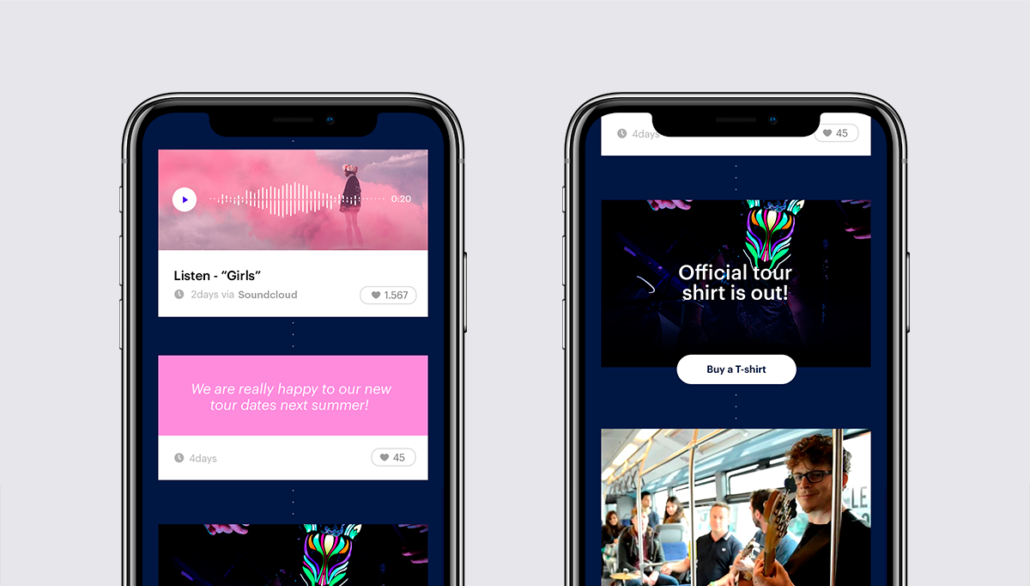 0:20
Listen - “Girls”
2days via Soundcloud
1.567
We are really happy to our new
tour dates next summer!
4days
45
4days
45
Official tour
shirt is out!
Buy a T-shirt